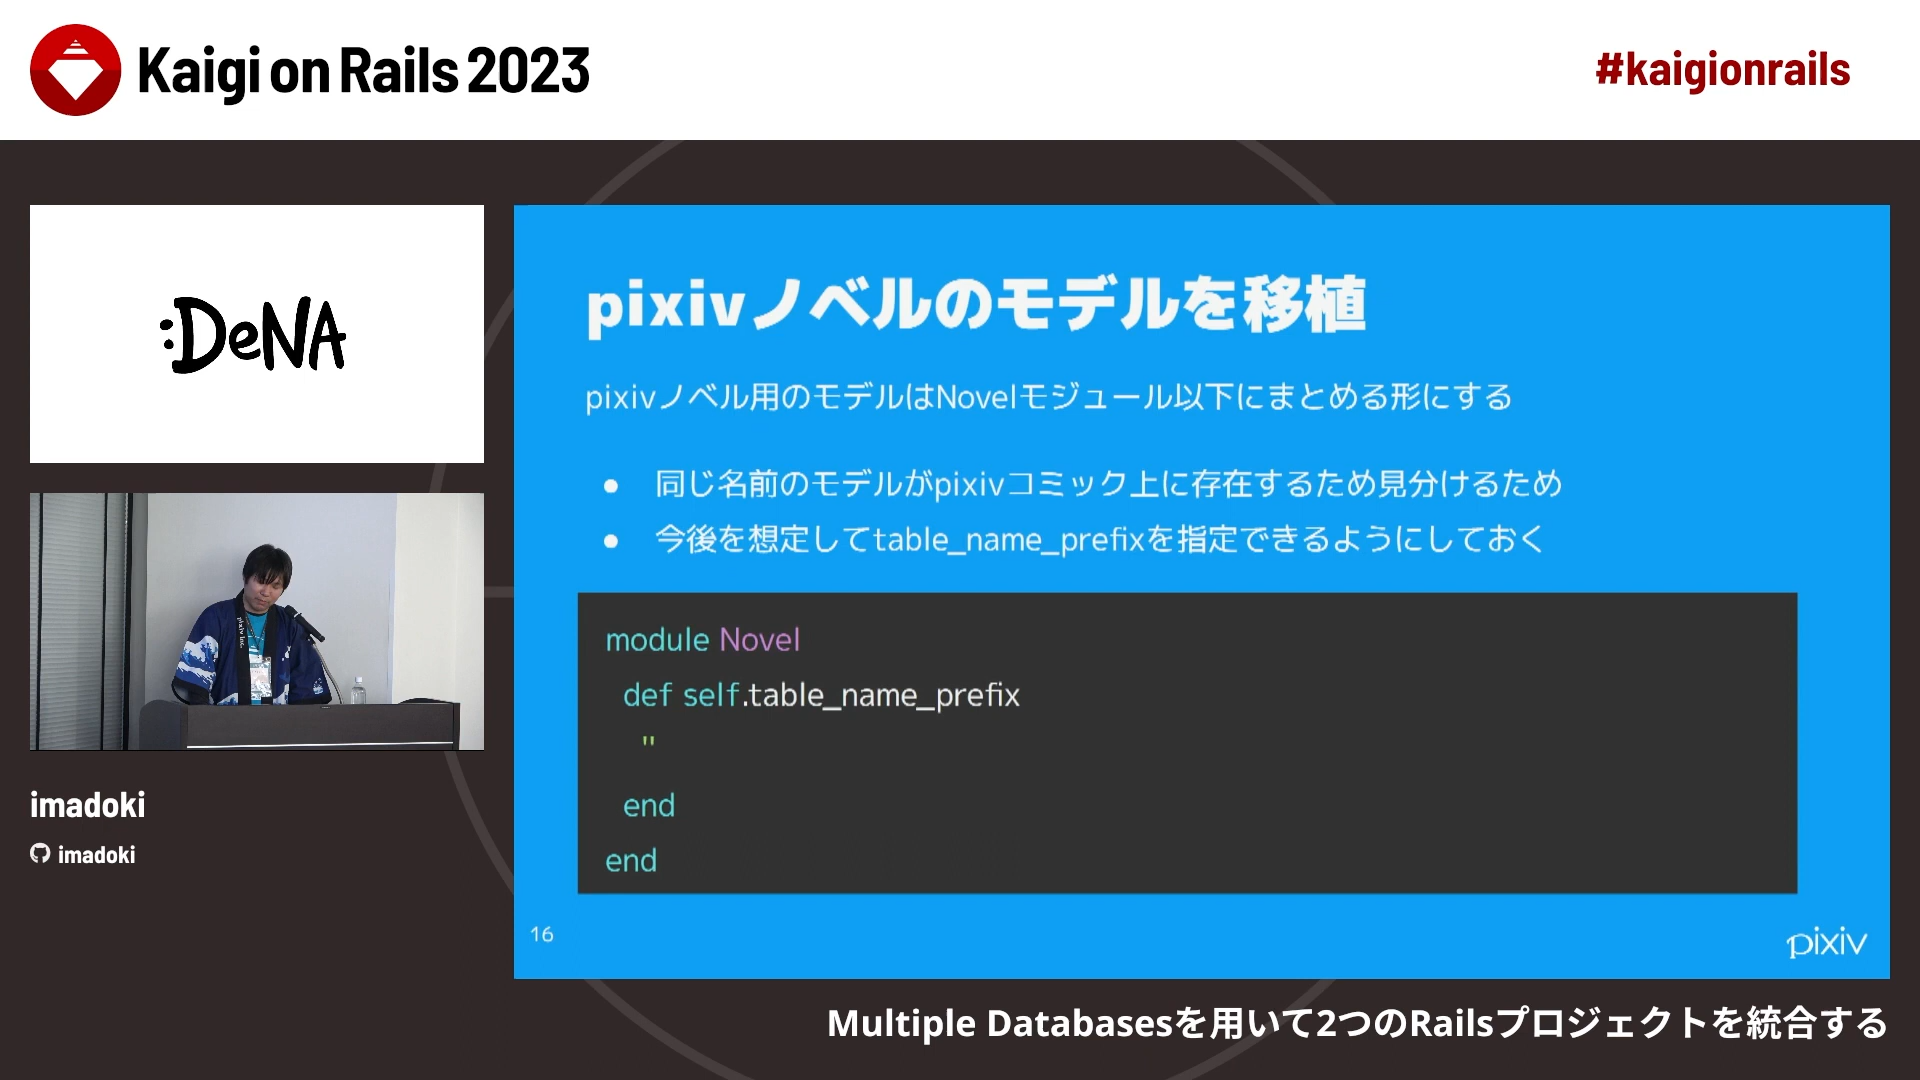 Kaigi on Rails 2023
#kaigionrails
:DeNA
pixiv Inc.
imadoki
imadoki
pixivノベルのモデルを移植
pixivノベル用のモデルはNovelモジュール以下にまとめる形にする
● 同じ名前のモデルがpixivコミック上に存在するため見分けるため
● 今後を想定してtable_name_prefixを指定できるようにしておく
module Novel
def self.table_name_prefix
''
end
end
16
pixiv
Multiple Databasesを用いて2つのRailsプロジェクトを統合する